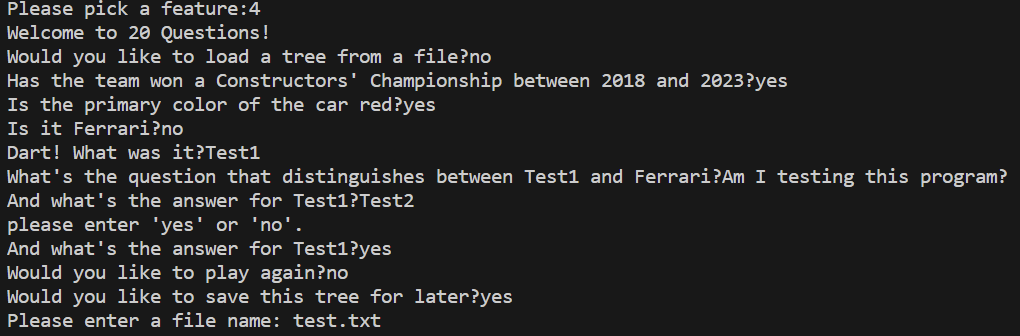 Please pick a feature:4
Welcome to 20 Questions!
Would you like to load a tree from a file?no
Has the team won a Constructors' Championship between 2018 and 2023?yes
Is the primary color of the car red?yes
Is it Ferrari?no
Dart! What was it?Test1
What's the question that distinguishes between Test1 and Ferrari?Am I testing this program?
And what's the answer for Test1?Test2
please enter 'yes' or 'no'.
And what's the answer for Test1?yes
Would you like to play again?no
Would you like to save this tree for later?yes
Please enter a file name: test.txt